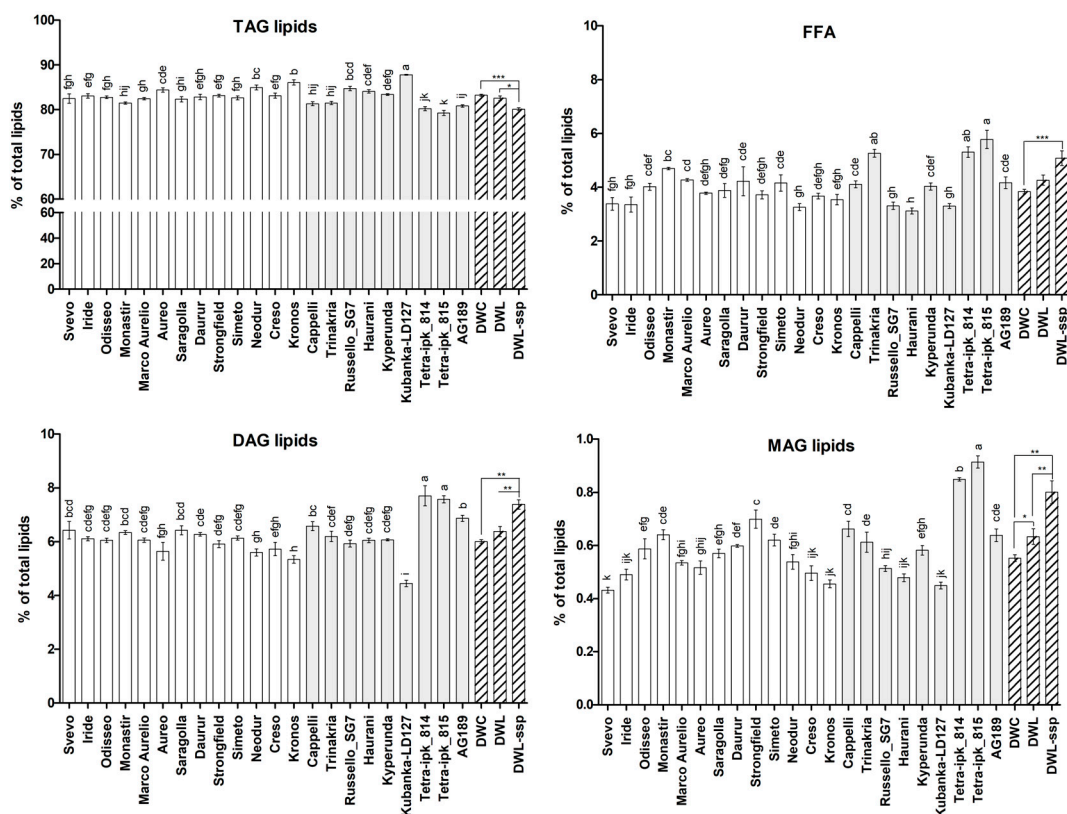 TAG lipids
% of total lipids
100
90
80
70
60
60
40
20
0
fgh efg fgh hij gh cde ghi efgh efg fgh bc efg b hij hij bcd cdef defg a jk k iij
***
*
Svevo
Iride
Odisseo
Monastir
Marco Aurelio
Aureo
Saragolla
Daurur
Strongfield
Simeto
Neodur
Creso
Kronos
Cappelli
Trinakria
Russello_SG7
Haurani
Kyperunda
Kubanka-LD127
Tetra-ipk_814
Tetra-ipk_815
AG189
DWC
DWL
DWL-ssp
FFA
% of total lipids
10
8
6
4
2
0
fgh fgh cdef bc cd defgh defg cde defgh cde gh defgh efgh cde ab gh h cdef gh ab a cde
***
Svevo
Iride
Odisseo
Monastir
Marco Aurelio
Aureo
Saragolla
Daurur
Strongfield
Simeto
Neodur
Creso
Kronos
Cappelli
Trinakria
Russello_SG7
Haurani
Kyperunda
Kubanka-LD127
Tetra-ipk_814
Tetra-ipk_815
AG189
DWC
DWL
DWL-ssp
DAG lipids
% of total lipids
10
8
6
4
2
0
bcd cdefg cdefg bcd cdefg fgh bcd cde defg cdefg gh efgh h bc cdef defg cdefg cdefg i a a b
**
**
Svevo
Iride
Odisseo
Monastir
Marco Aurelio
Aureo
Saragolla
Daurur
Strongfield
Simeto
Neodur
Creso
Kronos
Cappelli
Trinakria
Russello_SG7
Haurani
Kyperunda
Kubanka-LD127
Tetra-ipk_814
Tetra-ipk_815
AG189
DWC
DWL
DWL-ssp
MAG lipids
% of total lipids
1.0
0.8
0.6
0.4
0.2
0.0
k ijk efg cde fghi ghij efgh def c de fghi ijk jk cd de hij ijk efgh jk b a cde
**
**
*
Svevo
Iride
Odisseo
Monastir
Marco Aurelio
Aureo
Saragolla
Daurur
Strongfield
Simeto
Neodur
Creso
Kronos
Cappelli
Trinakria
Russello_SG7
Haurani
Kyperunda
Kubanka-LD127
Tetra-ipk_814
Tetra-ipk_815
AG189
DWC
DWL
DWL-ssp